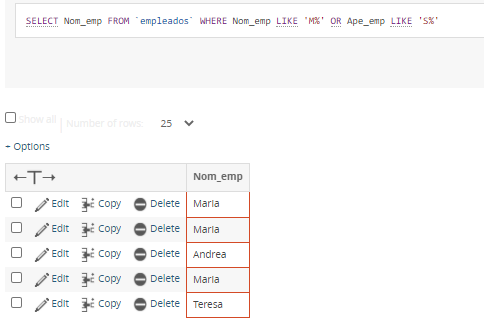 SELECT Nom_emp FROM `empleados` WHERE Nom_emp LIKE 'M%' OR Ape_emp LIKE 'S%'
Show all | Number of rows: 25
+ Options
←T→ Nom_emp
Edit Copy Delete Maria
Edit Copy Delete Maria
Edit Copy Delete Andrea
Edit Copy Delete Maria
Edit Copy Delete Teresa